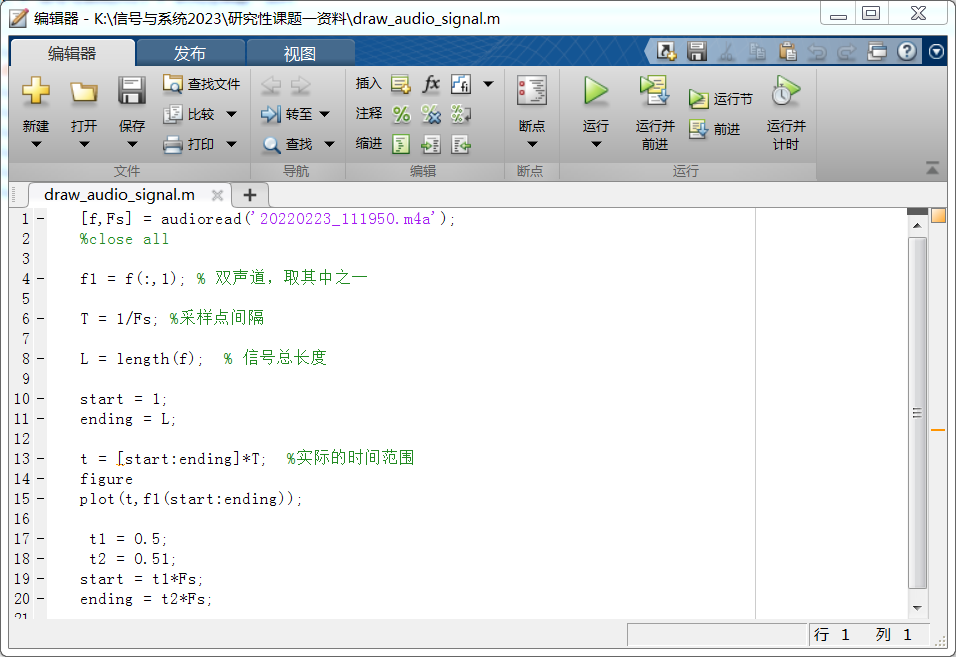 编辑器 - K:\信号与系统2023\研究性课题一资料\draw_audio_signal.m
编辑器 发布 视图
新建 打开 保存 查找文件 比较 打印
文件
转至 查找
导航
插入 fx fi
注释
缩进
编辑
断点
断点
运行 运行并前进 运行节 前进 运行并计时
运行
draw_audio_signal.m
1 [f,Fs] = audioread('20220223_111950.m4a');
2 %close all
3
4 f1 = f(:,1); % 双声道，取其中之一
5
6 T = 1/Fs; %采样点间隔
7
8 L = length(f); % 信号总长度
9
10 start = 1;
11 ending = L;
12
13 t = [start:ending]*T; %实际的时间范围
14 figure
15 plot(t,f1(start:ending));
16
17 t1 = 0.5;
18 t2 = 0.51;
19 start = t1*Fs;
20 ending = t2*Fs;
21
行 1 列 1